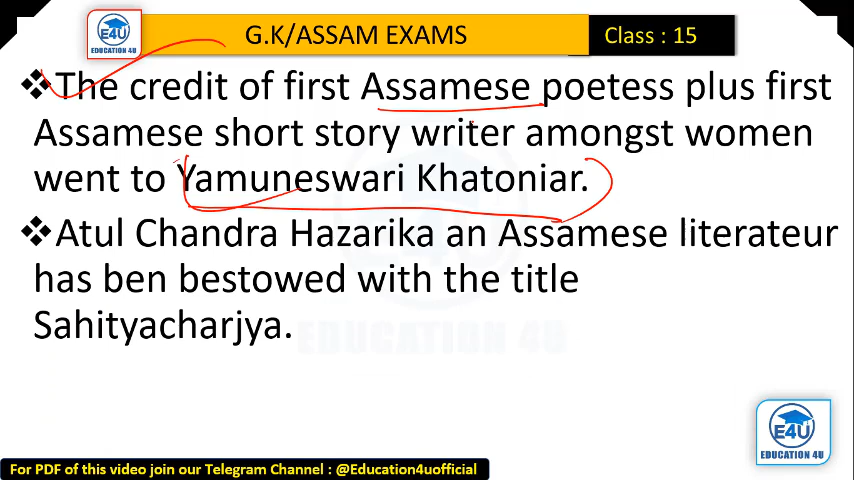 E4U
EDUCATION 4U
G.K/ASSAM EXAMS
Class : 15
❖The credit of first Assamese poetess plus first
Assamese short story writer amongst women
went to Yamuneswari Khatoniar.
❖Atul Chandra Hazarika an Assamese literateur
has ben bestowed with the title
Sahityacharjya.
EDUCATION 4U
E4U
EDUCATION 4U
For PDF of this video join our Telegram Channel : @Education4uofficial